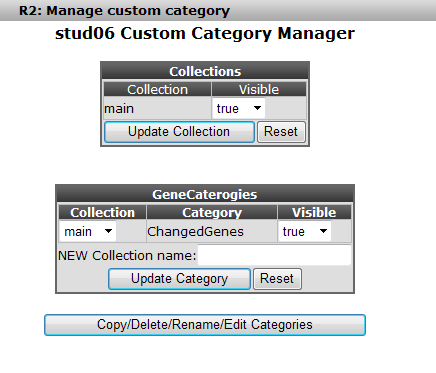 R2: Manage custom category
stud06 Custom Category Manager
Collections
Collection Visible
main true
Update Collection Reset
GeneCaterogies
Collection Category Visible
main ChangedGenes true
NEW Collection name:
Update Category Reset
Copy/Delete/Rename/Edit Categories